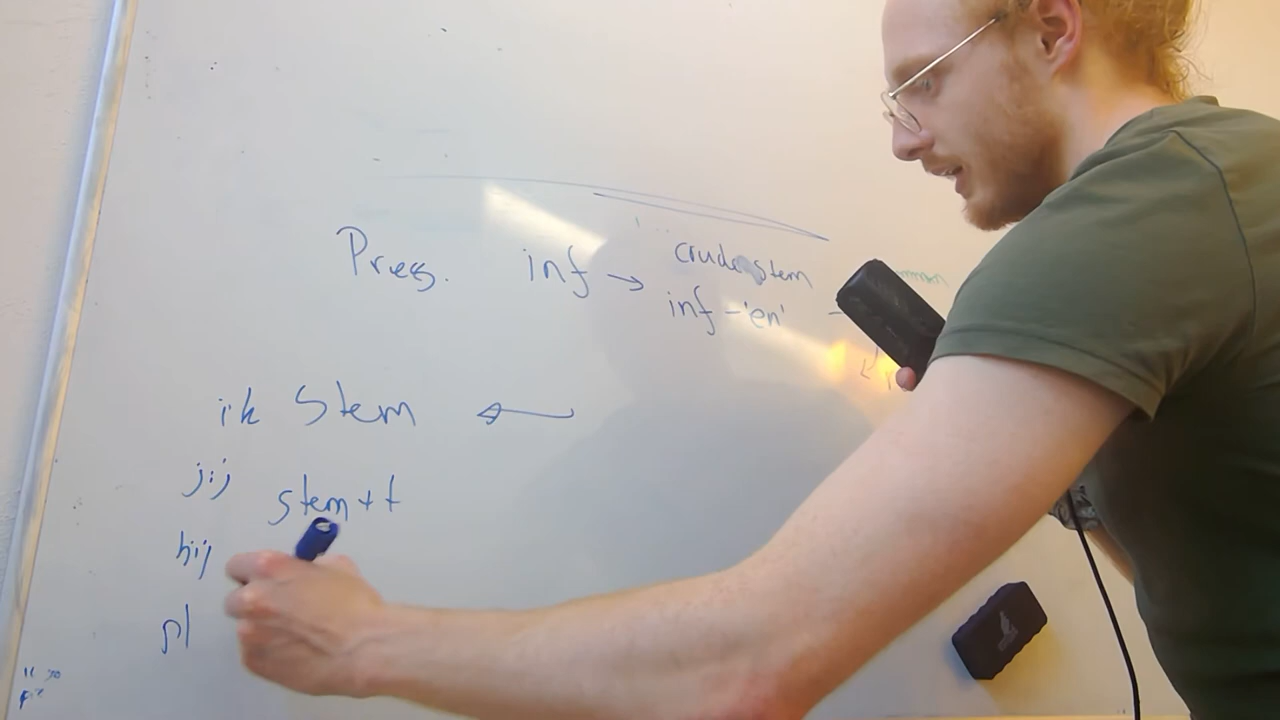 Pres. inf → crude stem
inf - 'en'
ik stem ←
jij stem + t
hij
pl